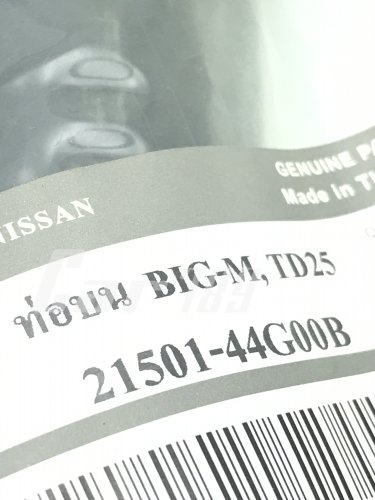 GENUINE
Made in
NISSAN
ท่อบน BIG-M, TD25
21501-44G00B